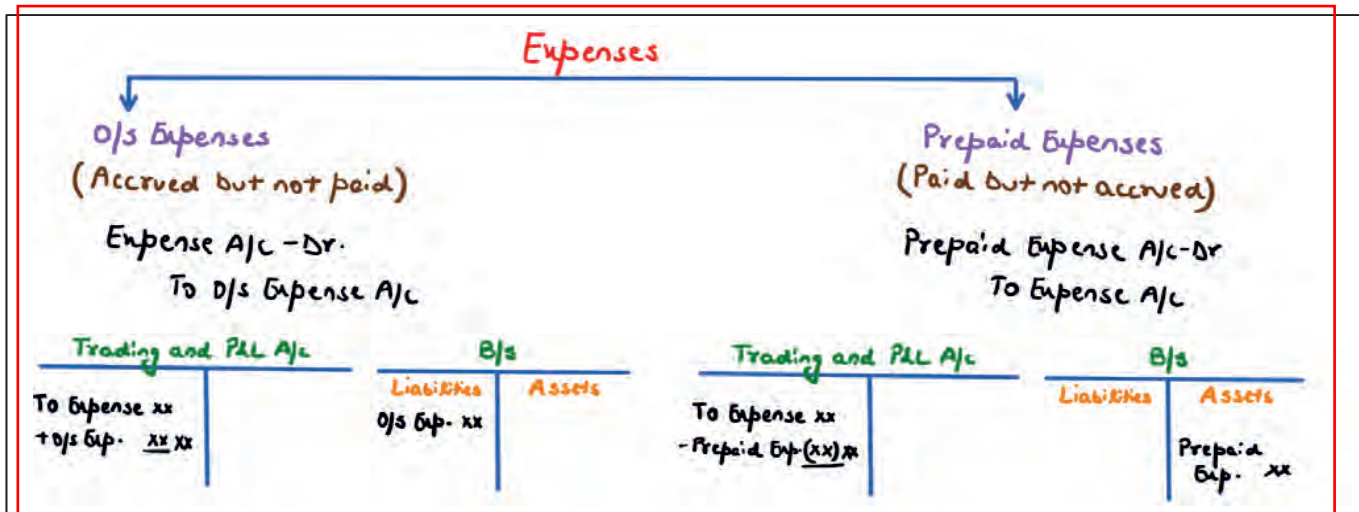 Expenses
O/s Expenses
(Accrued but not paid)
Expense A/c -Dr.
To O/s Expense A/c
Trading and P&L A/c
To Expense xx
+ O/s Exp. xx xx
B/s
Liabilities Assets
O/s Exp. xx
Prepaid Expenses
(Paid but not accrued)
Prepaid Expense A/c-Dr
To Expense A/c
Trading and P&L A/c
To Expense xx
- Prepaid Exp. (xx) xx
B/s
Liabilities Assets
Prepaid
Exp. xx